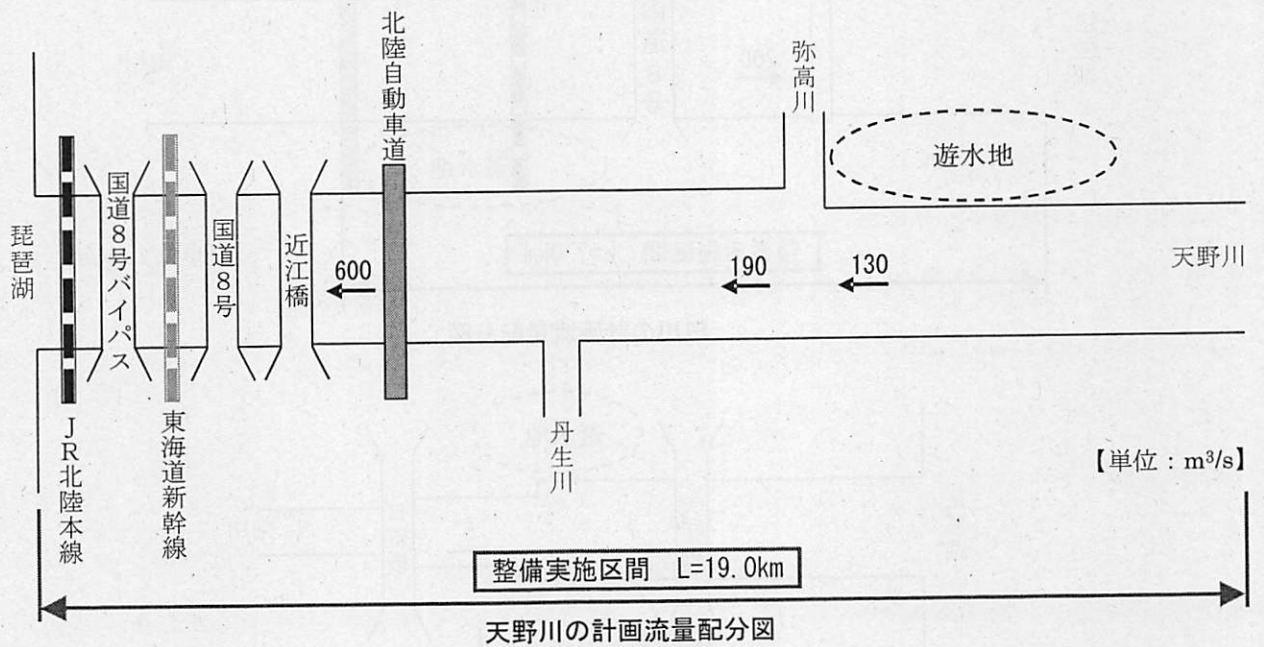 琵琶湖
JR北陸本線
国道8号バイパス
東海道新幹線
国道8号
近江橋
600
北陸自動車道
丹生川
190
弥高川
130
遊水地
天野川
【単位:m³/s】
整備実施区間 L=19.0km
天野川の計画流量配分図